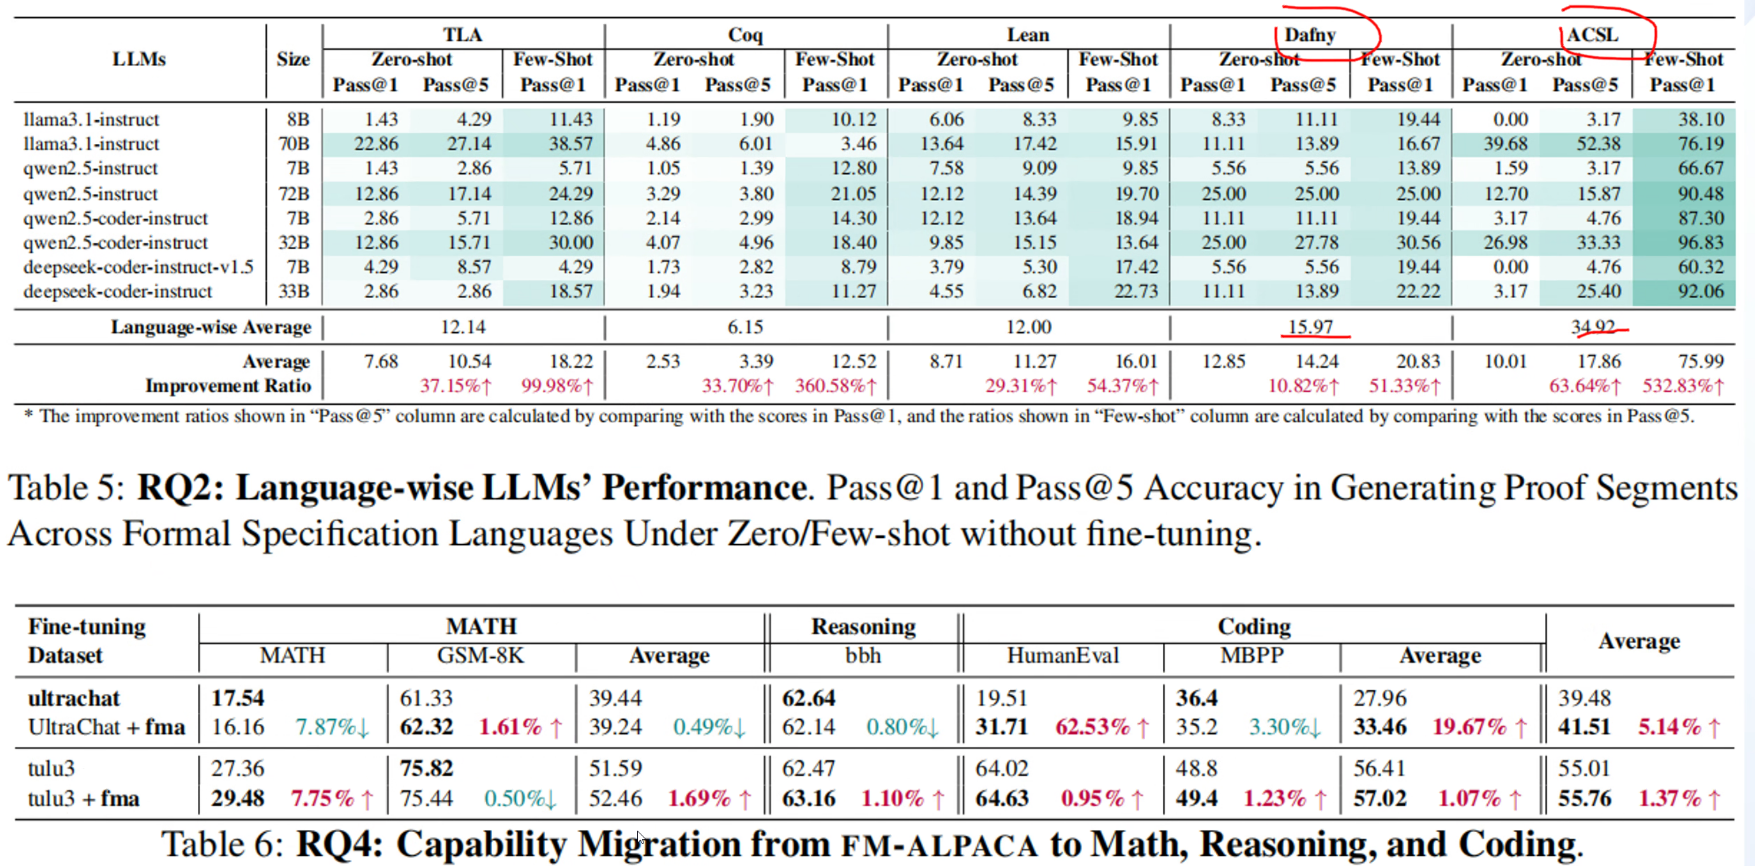 LLMs Size TLA Coq Lean Dafny ACSL
Zero-shot Few-Shot Zero-shot Few-Shot Zero-shot Few-Shot Zero-shot Few-Shot Zero-shot Few-Shot
Pass@1 Pass@5 Pass@1 Pass@1 Pass@5 Pass@1 Pass@1 Pass@5 Pass@1 Pass@1 Pass@5 Pass@1 Pass@1 Pass@5 Pass@1
llama3.1-instruct 8B 1.43 4.29 11.43 1.19 1.90 10.12 6.06 8.33 9.85 8.33 11.11 19.44 0.00 3.17 38.10
llama3.1-instruct 70B 22.86 27.14 38.57 4.86 6.01 3.46 13.64 17.42 15.91 11.11 13.89 16.67 39.68 52.38 76.19
qwen2.5-instruct 7B 1.43 2.86 5.71 1.05 1.39 12.80 7.58 9.09 9.85 5.56 5.56 13.89 1.59 3.17 66.67
qwen2.5-instruct 72B 12.86 17.14 24.29 3.29 3.80 21.05 12.12 14.39 19.70 25.00 25.00 25.00 12.70 15.87 90.48
qwen2.5-coder-instruct 7B 2.86 5.71 12.86 2.14 2.99 14.30 12.12 13.64 18.94 11.11 11.11 19.44 3.17 4.76 87.30
qwen2.5-coder-instruct 32B 12.86 15.71 30.00 4.07 4.96 18.40 9.85 15.15 13.64 25.00 27.78 30.56 26.98 33.33 96.83
deepseek-coder-instruct-v1.5 7B 4.29 8.57 4.29 1.73 2.82 8.79 3.79 5.30 17.42 5.56 5.56 19.44 0.00 4.76 60.32
deepseek-coder-instruct 33B 2.86 2.86 18.57 1.94 3.23 11.27 4.55 6.82 22.73 11.11 13.89 22.22 3.17 25.40 92.06
Language-wise Average 12.14 6.15 12.00 15.97 34.92
Average 7.68 10.54 18.22 2.53 3.39 12.52 8.71 11.27 16.01 12.85 14.24 20.83 10.01 17.86 75.99
Improvement Ratio 37.15%↑ 99.98%↑ 33.70%↑ 360.58%↑ 29.31%↑ 54.37%↑ 10.82%↑ 51.33%↑ 63.64%↑ 532.83%↑
* The improvement ratios shown in “Pass@5” column are calculated by comparing with the scores in Pass@1, and the ratios shown in “Few-shot” column are calculated by comparing with the scores in Pass@5.
Table 5: RQ2: Language-wise LLMs’ Performance. Pass@1 and Pass@5 Accuracy in Generating Proof Segments
Across Formal Specification Languages Under Zero/Few-shot without fine-tuning.
Fine-tuning MATH Reasoning Coding Average
Dataset MATH GSM-8K Average bbh HumanEval MBPP Average
ultrachat 17.54 61.33 39.44 62.64 19.51 36.4 27.96 39.48
UltraChat + fma 16.16 7.87%↓ 62.32 1.61% ↑ 39.24 0.49%↓ 62.14 0.80%↓ 31.71 62.53% ↑ 35.2 3.30%↓ 33.46 19.67% ↑ 41.51 5.14% ↑
tulu3 27.36 75.82 51.59 62.47 64.02 48.8 56.41 55.01
tulu3 + fma 29.48 7.75% ↑ 75.44 0.50%↓ 52.46 1.69% ↑ 63.16 1.10% ↑ 64.63 0.95% ↑ 49.4 1.23% ↑ 57.02 1.07% ↑ 55.76 1.37% ↑
Table 6: RQ4: Capability Migration from FM-ALPACA to Math, Reasoning, and Coding.